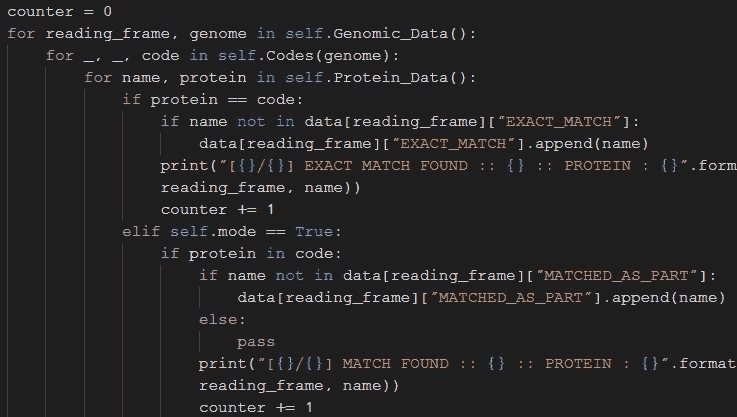 counter = 0
for reading_frame, genome in self.Genomic_Data():
    for _, _, code in self.Codes(genome):
        for name, protein in self.Protein_Data():
            if protein == code:
                if name not in data[reading_frame]["EXACT_MATCH"]:
                    data[reading_frame]["EXACT_MATCH"].append(name)
                print("[{}/{}] EXACT MATCH FOUND :: {} :: PROTEIN : {}".form
                reading_frame, name))
                counter += 1
            elif self.mode == True:
                if protein in code:
                    if name not in data[reading_frame]["MATCHED_AS_PART"]:
                        data[reading_frame]["MATCHED_AS_PART"].append(name)
                    else:
                        pass
                    print("[{}/{}] MATCH FOUND :: {} :: PROTEIN : {}".format
                    reading_frame, name))
                    counter += 1